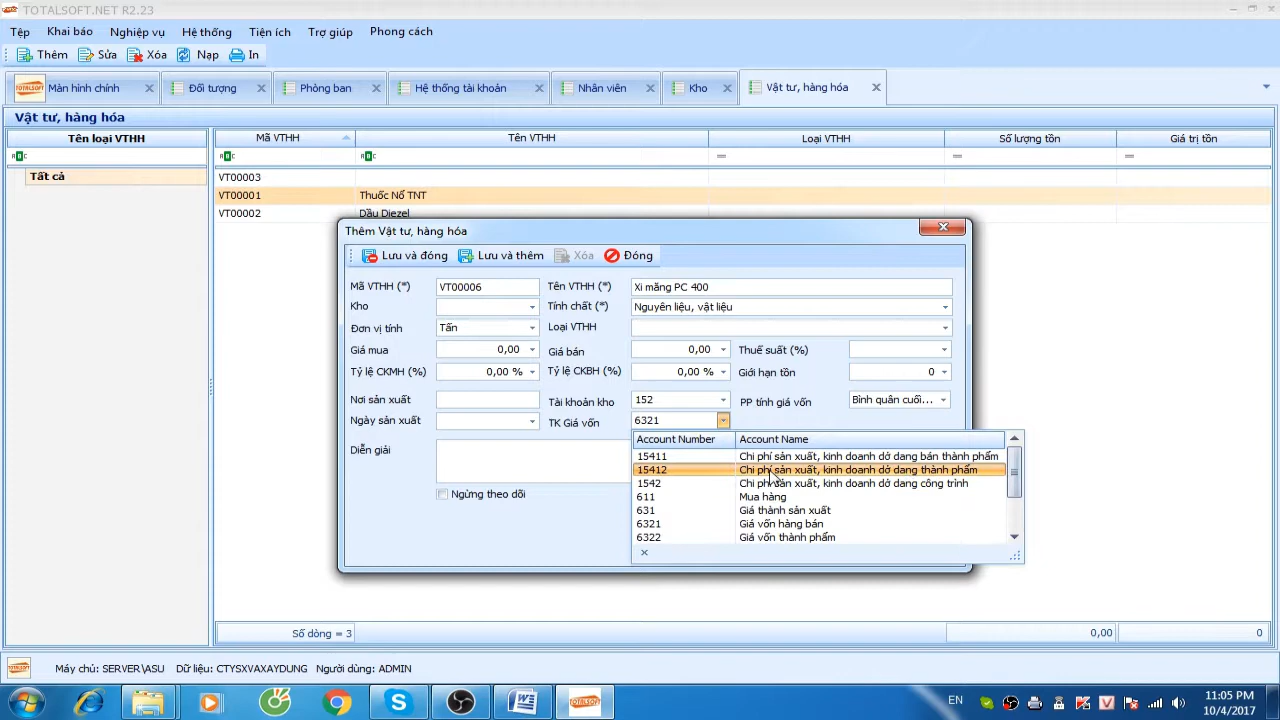 TOTALSOFT.NET R2.23
Tệp Khai báo Nghiệp vụ Hệ thống Tiện ích Trợ giúp Phong cách
Thêm Sửa Xóa Nạp In
TOTALSOFT Màn hình chính Đối tượng Phòng ban Hệ thống tài khoản Nhân viên Kho Vật tư, hàng hóa
Vật tư, hàng hóa
Tên loại VTHH Mã VTHH Tên VTHH Loại VTHH Số lượng tồn Giá trị tồn
Tất cả VT00003
VT00001 Thuốc Nổ TNT
VT00002 Dầu Diezel
Thêm Vật tư, hàng hóa
Lưu và đóng Lưu và thêm Xóa Đóng
Mã VTHH (*) VT00006 Tên VTHH (*) Xi măng PC 400
Kho Tính chất (*) Nguyên liệu, vật liệu
Đơn vị tính Tấn Loại VTHH
Giá mua 0,00 Giá bán 0,00 Thuế suất (%)
Tỷ lệ CKMH (%) 0,00 % Tỷ lệ CKBH (%) 0,00 % Giới hạn tồn 0
Nơi sản xuất Tài khoản kho 152 PP tính giá vốn Bình quân cuối...
Ngày sản xuất TK Giá vốn 6321
Diễn giải
Ngừng theo dõi
Account Number Account Name
15411 Chi phí sản xuất, kinh doanh dở dang bán thành phẩm
15412 Chi phí sản xuất, kinh doanh dở dang thành phẩm
1542 Chi phí sản xuất, kinh doanh dở dang công trình
611 Mua hàng
631 Giá thành sản xuất
6321 Giá vốn hàng bán
6322 Giá vốn thành phẩm
Số dòng = 3 0,00 0
Máy chủ: SERVER\ASU Dữ liệu: CTYSXVAXAYDUNG Người dùng: ADMIN
EN 11:05 PM
10/4/2017